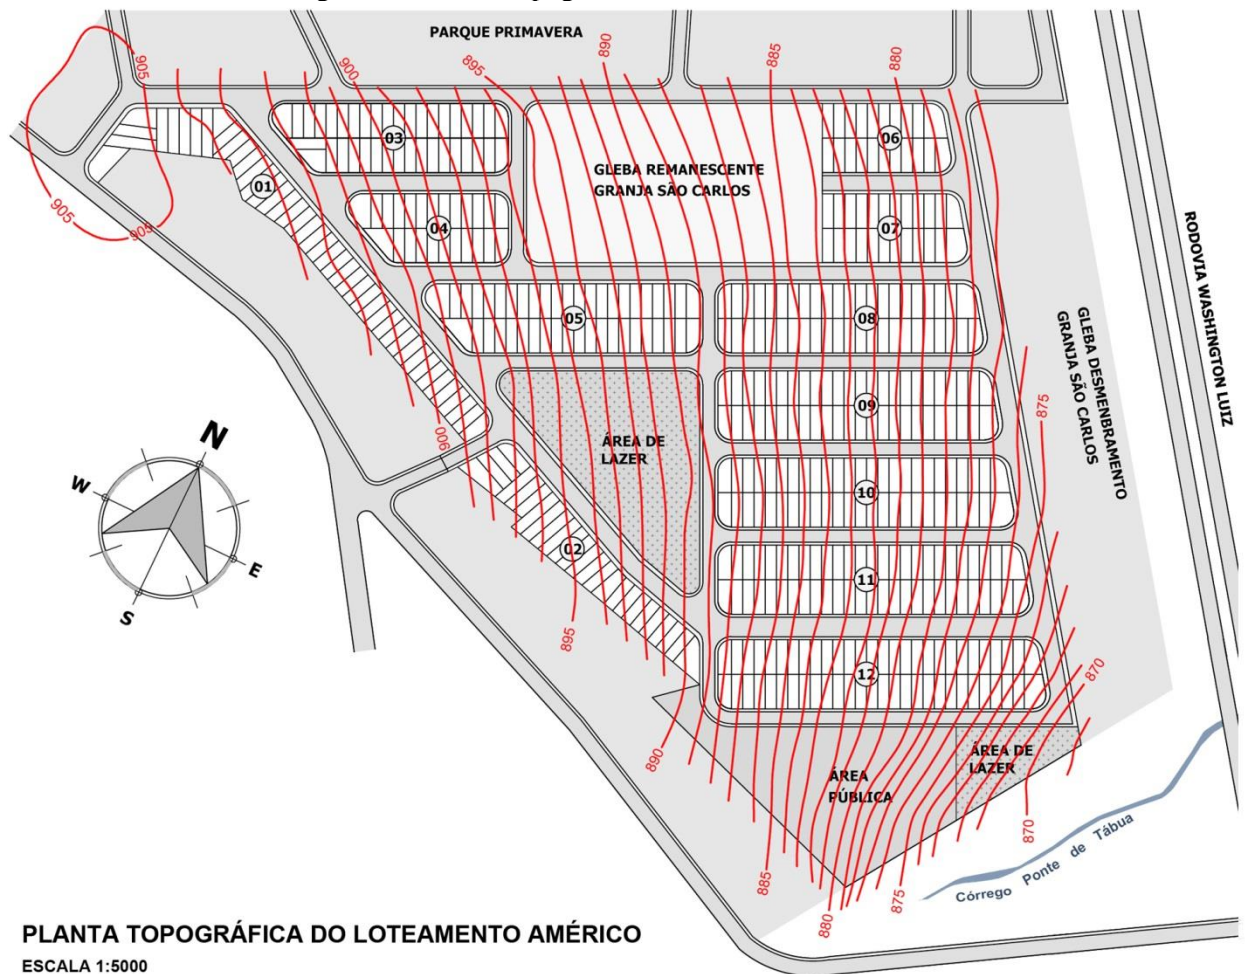 PARQUE PRIMAVERA
905
900
895
890
885
880
03
06
GLEBA REMANESCENTE
GRANJA SÃO CARLOS
01
905
905
04
07
RODOVIA WASHINGTON LUIZ
05
08
GLEBA DESMENBRAMENTO
GRANJA SÃO CARLOS
09
875
900
ÁREA DE
LAZER
N
W
E
S
10
02
11
895
12
870
890
ÁREA DE
LAZER
ÁREA
PÚBLICA
870
Córrego Ponte de Tábua
885
875
880
PLANTA TOPOGRÁFICA DO LOTEAMENTO AMÉRICO
ESCALA 1:5000